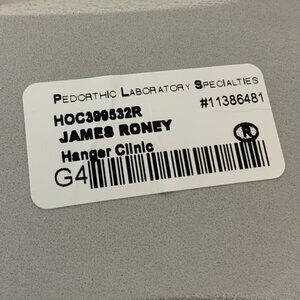 PEDORTHIC LABORATORY SPECIALTIES
HOC399532R #11386481
JAMES RONEY
Hanger Clinic
G4
R